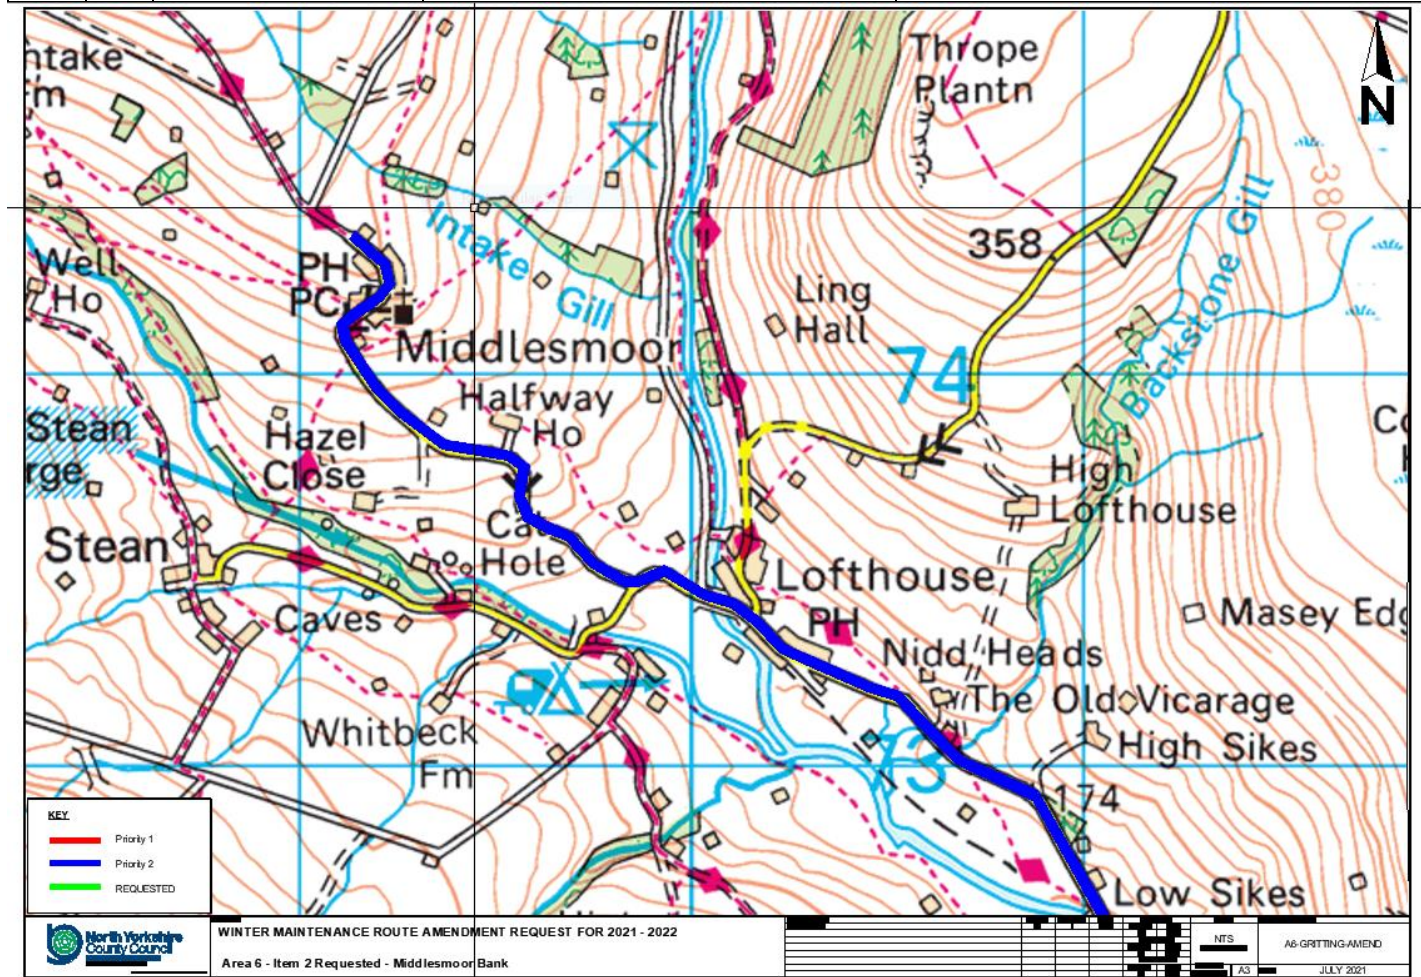 ntake
Fm
Thrope
Plantn
N
380
Well
Ho
PH
PC
Intake
Gill
358
Ling
Hall
Backstone Gill
Middlesmoor
74
Halfway
Ho
Stean
rge
Hazel
Close
High
Lofthouse
Stean
Cat
Hole
Lofthouse
PH
Caves
Masey Edg
Nidd Heads
The Old Vicarage
Whitbeck
Fm
High Sikes
73
174
Low Sikes
KEY
Priority 1
Priority 2
REQUESTED
North Yorkshire
County Council
WINTER MAINTENANCE ROUTE AMENDMENT REQUEST FOR 2021 - 2022
Area 6 - Item 2 Requested - Middlesmoor Bank
NTS
A3
A6-GRITTING-AMEND
JULY 2021